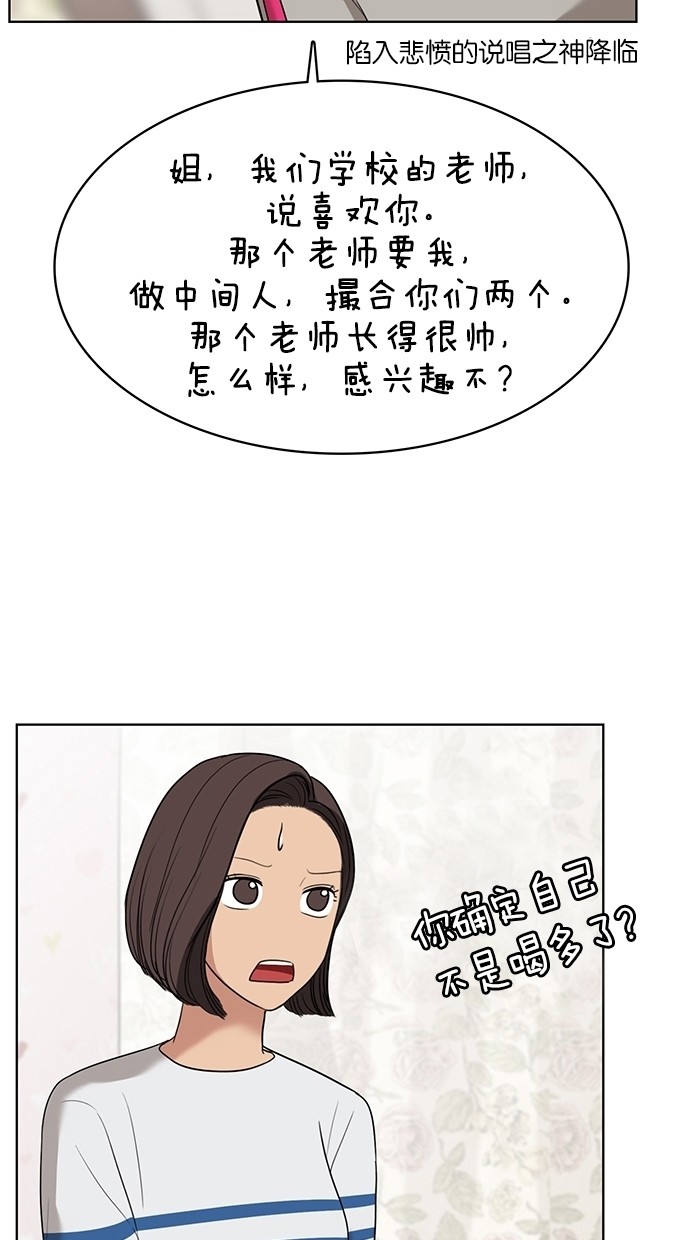 陷入悲愤的说唱之神降临
姐, 我们学校的老师,
说喜欢你。
那个老师要我,
做中间人, 撮合你们两个。
那个老师长得很帅,
怎么样, 感兴趣不?
你确定自己
不是喝多了?